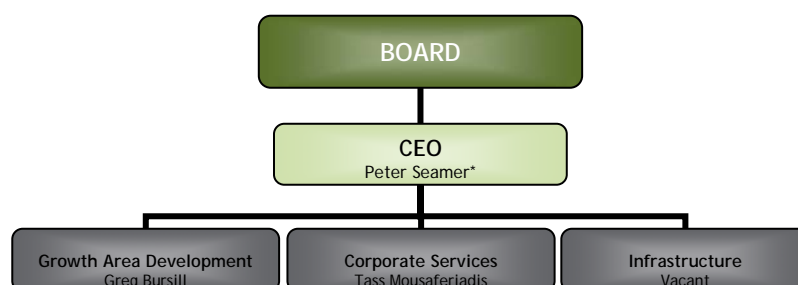 BOARD
CEO
Peter Seamer*
Growth Area Development
Greg Bursill
Corporate Services
Tass Mousaferiadis
Infrastructure
Vacant